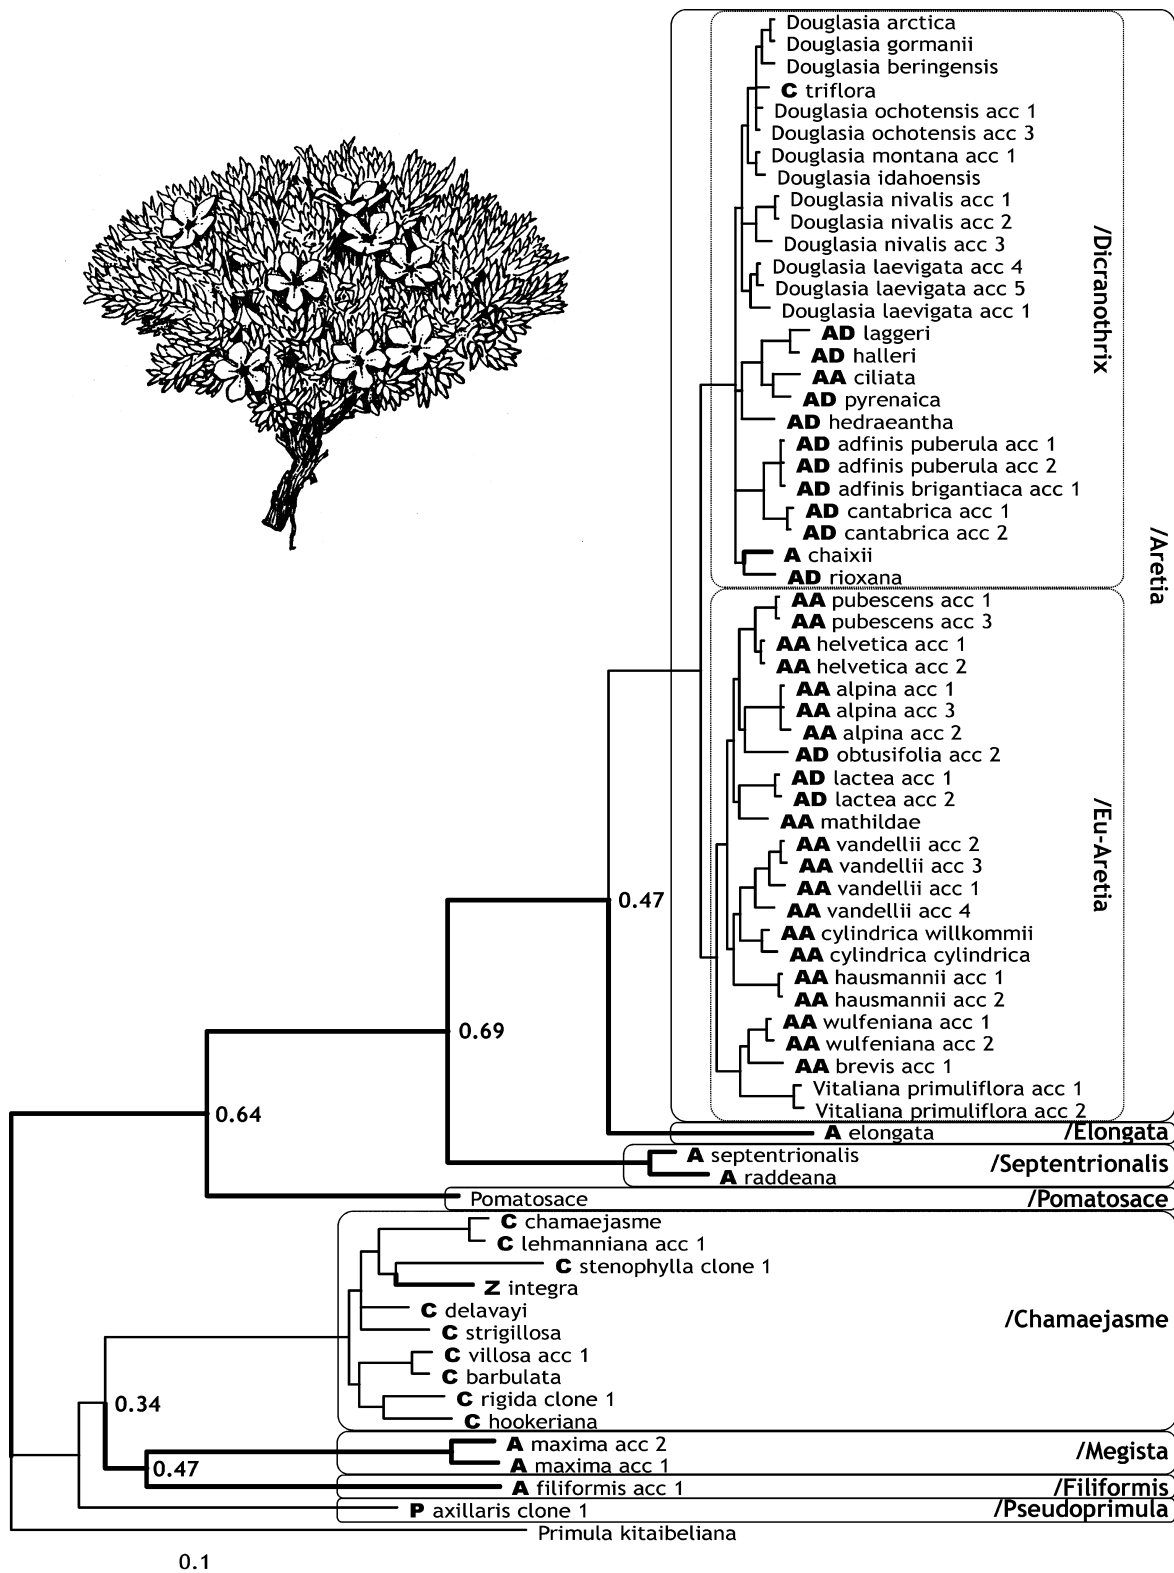 Douglasia arctica
Douglasia gormanii
Douglasia beringensis
C triflora
Douglasia ochotensis acc 1
Douglasia ochotensis acc 3
Douglasia montana acc 1
Douglasia idahoensis
Douglasia nivalis acc 1
Douglasia nivalis acc 2
Douglasia nivalis acc 3
Douglasia laevigata acc 4
Douglasia laevigata acc 5
Douglasia laevigata acc 1
AD laggeri
AD halleri
AA ciliata
AD pyrenaica
AD hedraeantha
AD adfinis puberula acc 1
AD adfinis puberula acc 2
AD adfinis brigantiaca acc 1
AD cantabrica acc 1
AD cantabrica acc 2
A chaixii
AD rioxana
/Dicranothrix
/Aretia
AA pubescens acc 1
AA pubescens acc 3
AA helvetica acc 1
AA helvetica acc 2
AA alpina acc 1
AA alpina acc 3
AA alpina acc 2
AD obtusifolia acc 2
AD lactea acc 1
AD lactea acc 2
AA mathildae
AA vandellii acc 2
AA vandellii acc 3
AA vandellii acc 1
AA vandellii acc 4
AA cylindrica willkommii
AA cylindrica cylindrica
AA hausmannii acc 1
AA hausmannii acc 2
AA wulfeniana acc 1
AA wulfeniana acc 2
AA brevis acc 1
Vitaliana primuliflora acc 1
Vitaliana primuliflora acc 2
/Eu-Aretia
0.47
0.69
0.64
A elongata
/Elongata
A septentrionalis
A raddeana
/Septentrionalis
Pomatosace
/Pomatosace
C chamaejasme
C lehmanniana acc 1
C stenophylla clone 1
Z integra
C delavayi
C strigillosa
C villosa acc 1
C barbulata
C rigida clone 1
C hookeriana
/Chamaejasme
0.34
A maxima acc 2
A maxima acc 1
/Megista
0.47
A filiformis acc 1
/Filiformis
P axillaris clone 1
/Pseudoprimula
Primula kitaibeliana
0.1